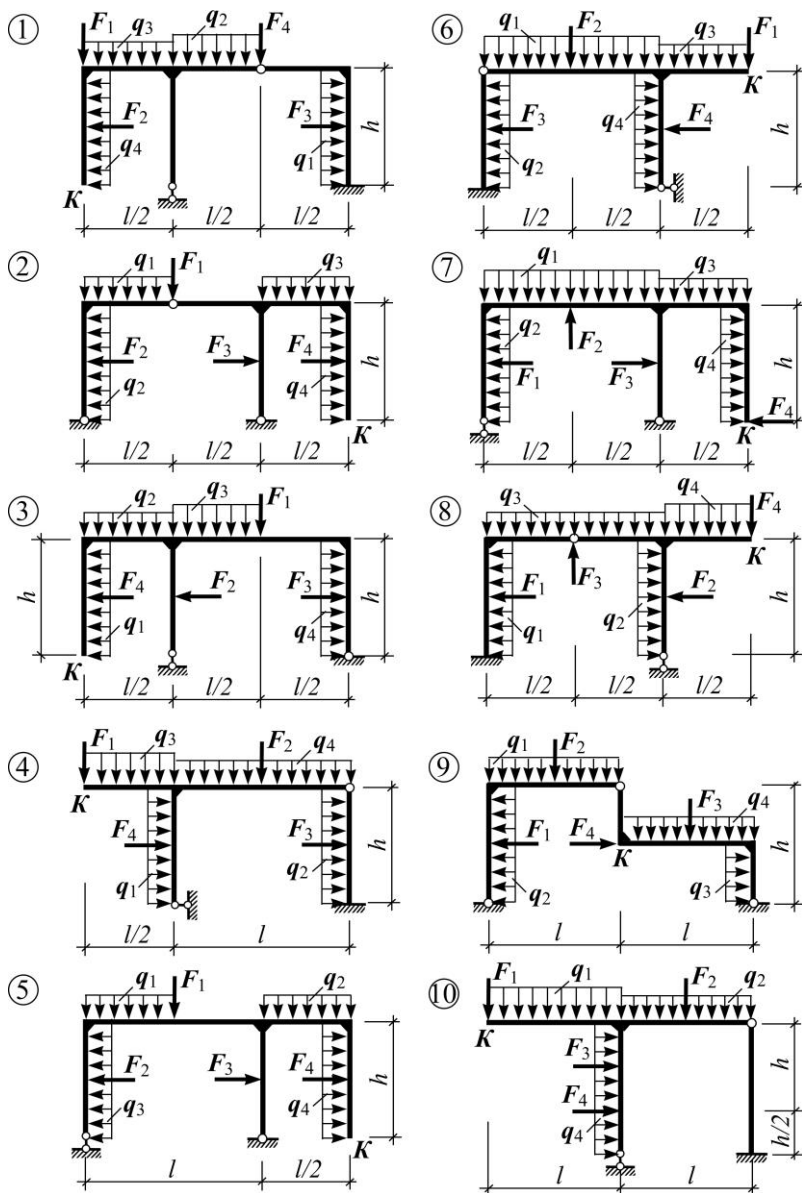 1
F1 q3 q2 F4
F2 F3
q4 q1
К
h
l/2 l/2 l/2
6
q1 F2 q3 F1
К
F3 q4 F4
q2
h
l/2 l/2 l/2
2
q1 F1 q3
F2 F3 F4
q2 q4
К
h
l/2 l/2 l/2
7
q1 q3
q2 F2 q4
F1 F3
F4
К
h
l/2 l/2 l/2
3
q2 q3 F1
F4 F2 F3
q1 q4
К
h h
l/2 l/2 l/2
8
q3 q4 F4
К
F1 F3 F2
q1 q2
h
l/2 l/2 l/2
4
F1 q3 F2 q4
К
F4 F3
q1 q2
h
l/2 l
9
q1 F2
F3 q4
F1 F4
К
q2 q3
h
l l
5
q1 F1 q2
F2 F3 F4
q3 q4
К
h
l l/2
10
F1 q1 F2 q2
К
F3
F4
q4
h
h/2
l l